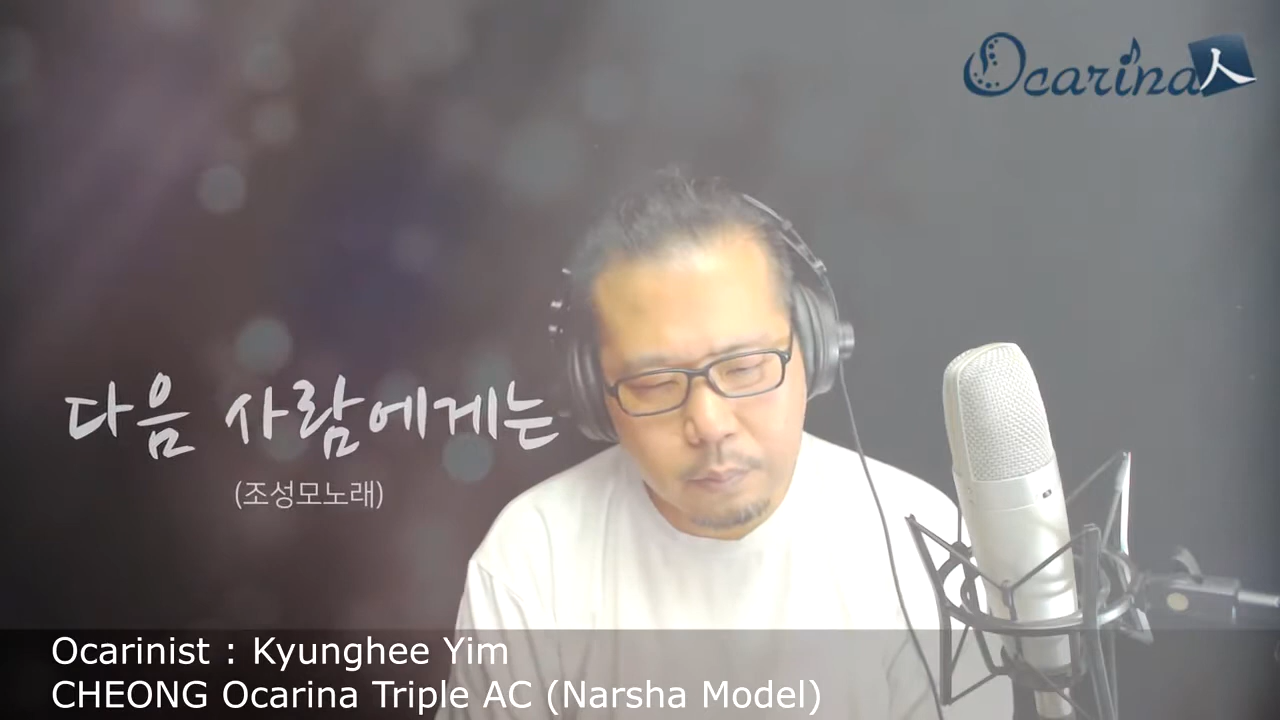 Ocarina人
다음 사람에게는
(조성모노래)
Ocarinist : Kyunghee Yim
CHEONG Ocarina Triple AC (Narsha Model)